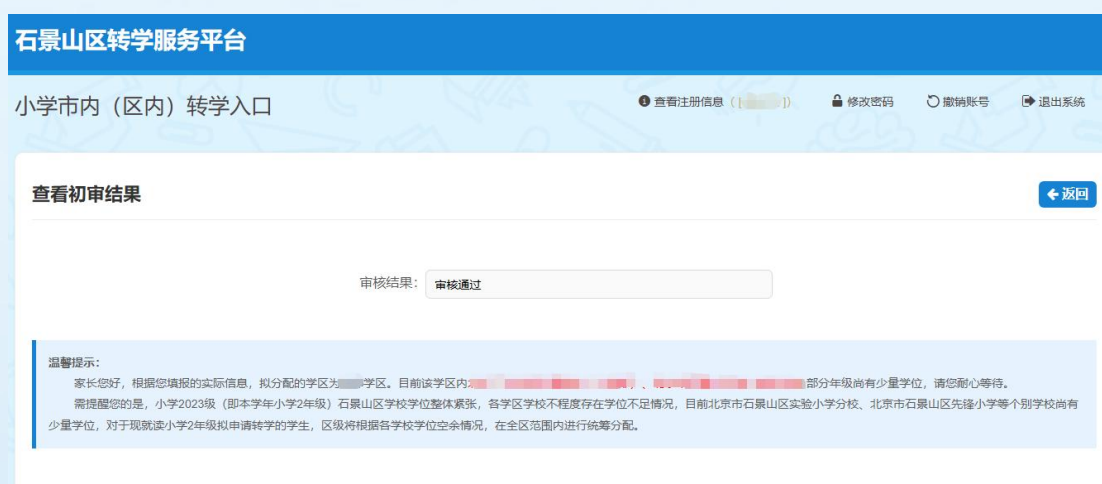 石景山区转学服务平台
小学市内（区内）转学入口
查看注册信息（[ ]） 修改密码 撤销账号 退出系统
查看初审结果
返回
审核结果： 审核通过
温馨提示：
家长您好，根据您填报的实际信息，拟分配的学区为 学区。目前该学区内 、 部分年级尚有少量学位，请您耐心等待。
需提醒您的是，小学2023级（即本学年小学2年级）石景山区学校学位整体紧张，各学区学校不程度存在学位不足情况，目前北京市石景山区实验小学分校、北京市石景山区先锋小学等个别学校尚有
少量学位，对于现就读小学2年级拟申请转学的学生，区级将根据各学校学位空余情况，在全区范围内进行统筹分配。